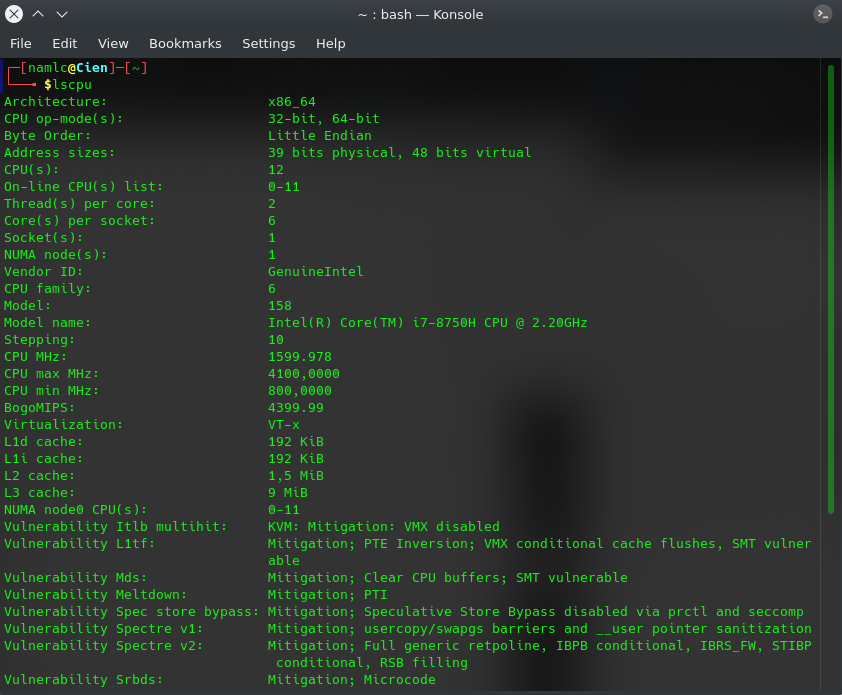 ~ : bash — Konsole
File Edit View Bookmarks Settings Help
┌─[namlc@Cien]─[~]
└──╼ $lscpu
Architecture: x86_64
CPU op-mode(s): 32-bit, 64-bit
Byte Order: Little Endian
Address sizes: 39 bits physical, 48 bits virtual
CPU(s): 12
On-line CPU(s) list: 0-11
Thread(s) per core: 2
Core(s) per socket: 6
Socket(s): 1
NUMA node(s): 1
Vendor ID: GenuineIntel
CPU family: 6
Model: 158
Model name: Intel(R) Core(TM) i7-8750H CPU @ 2.20GHz
Stepping: 10
CPU MHz: 1599.978
CPU max MHz: 4100,0000
CPU min MHz: 800,0000
BogoMIPS: 4399.99
Virtualization: VT-x
L1d cache: 192 KiB
L1i cache: 192 KiB
L2 cache: 1,5 MiB
L3 cache: 9 MiB
NUMA node0 CPU(s): 0-11
Vulnerability Itlb multihit: KVM: Mitigation: VMX disabled
Vulnerability L1tf: Mitigation; PTE Inversion; VMX conditional cache flushes, SMT vulner
able
Vulnerability Mds: Mitigation; Clear CPU buffers; SMT vulnerable
Vulnerability Meltdown: Mitigation; PTI
Vulnerability Spec store bypass: Mitigation; Speculative Store Bypass disabled via prctl and seccomp
Vulnerability Spectre v1: Mitigation; usercopy/swapgs barriers and __user pointer sanitization
Vulnerability Spectre v2: Mitigation; Full generic retpoline, IBPB conditional, IBRS_FW, STIBP
conditional, RSB filling
Vulnerability Srbds: Mitigation; Microcode